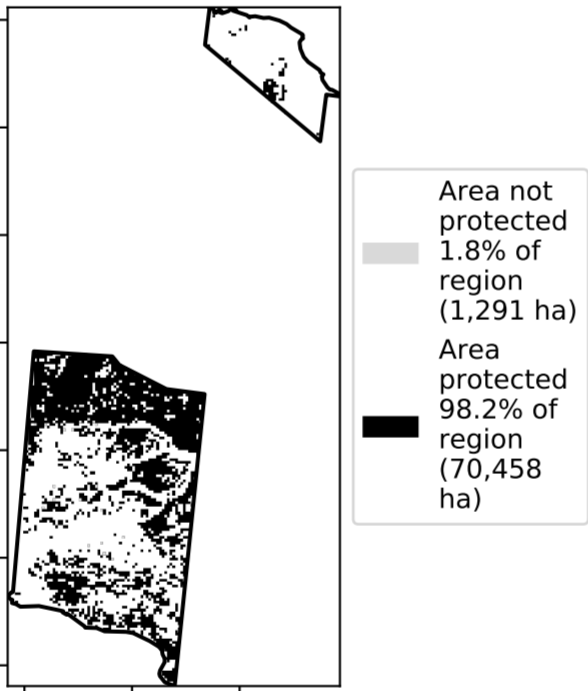 Area not
protected
1.8% of
region
(1,291 ha)
Area
protected
98.2% of
region
(70,458
ha)